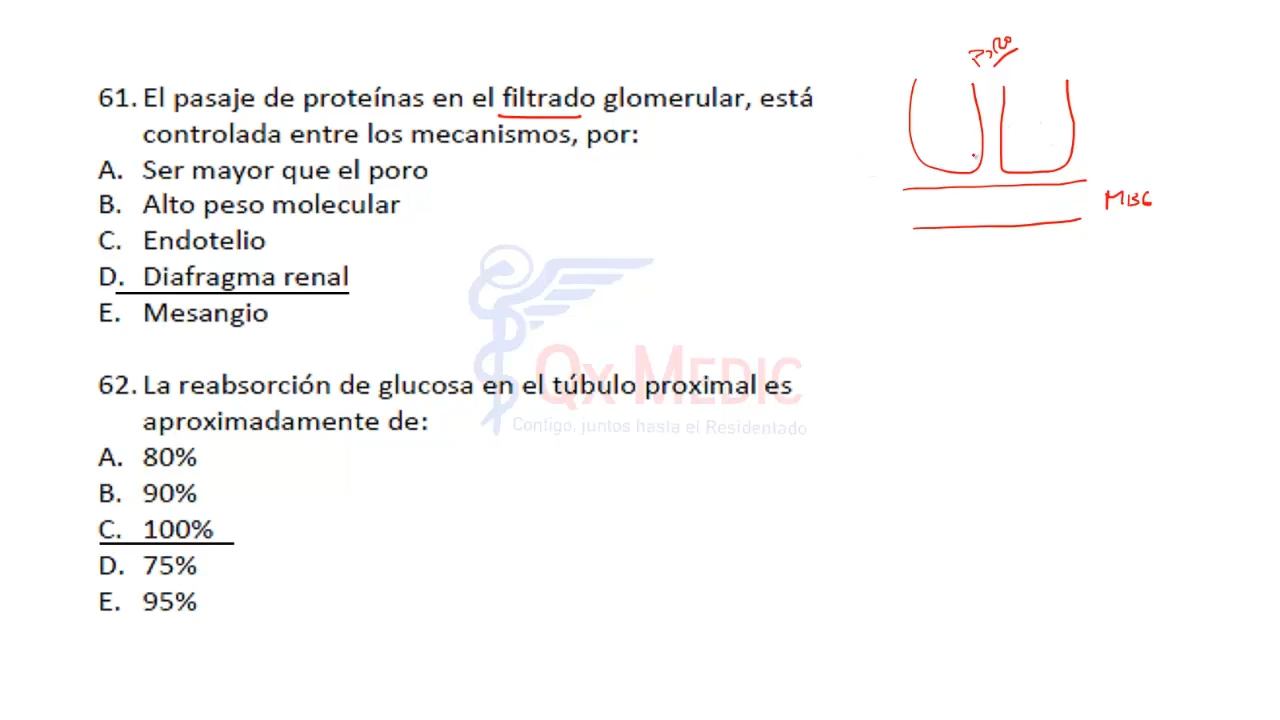 61. El pasaje de proteínas en el filtrado glomerular, está
controlada entre los mecanismos, por:
A. Ser mayor que el poro
B. Alto peso molecular
C. Endotelio
D. Diafragma renal
E. Mesangio
62. La reabsorción de glucosa en el túbulo proximal es
aproximadamente de:
A. 80%
B. 90%
C. 100%
D. 75%
E. 95%
Poro
MBG
Qx MEDIC
Contigo, juntos hasta el Residentado